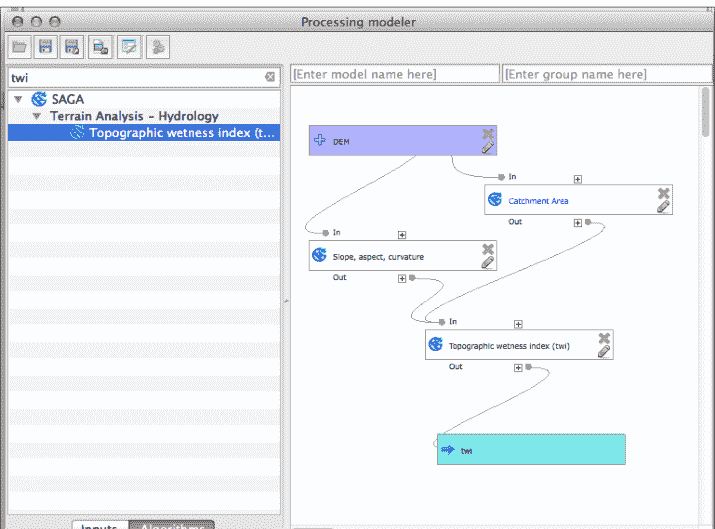 Processing modeler
twi
[Enter model name here]
[Enter group name here]
SAGA
Terrain Analysis - Hydrology
Topographic wetness index (t...
DEM
In
Catchment Area
Out
In
Slope, aspect, curvature
Out
In
Topographic wetness index (twi)
Out
twi
Inputs
Algorithms